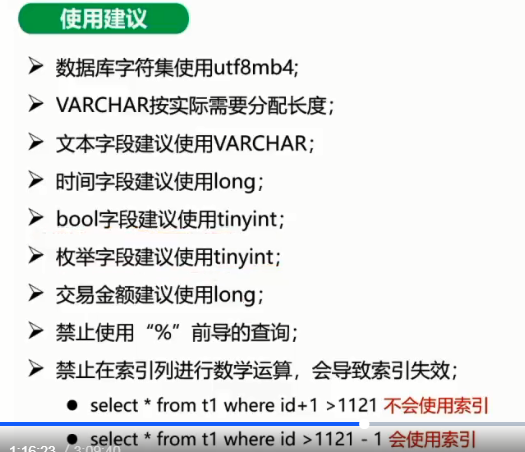 使用建议
数据库字符集使用utf8mb4;
VARCHAR按实际需要分配长度；
文本字段建议使用VARCHAR；
时间字段建议使用long；
bool字段建议使用tinyint；
枚举字段建议使用tinyint；
交易金额建议使用long；
禁止使用“%”前导的查询；
禁止在索引列进行数学运算，会导致索引失效；
select * from t1 where id+1 >1121 不会使用索引
select * from t1 where id >1121 - 1 会使用索引
1:16:23 / 3:09:40